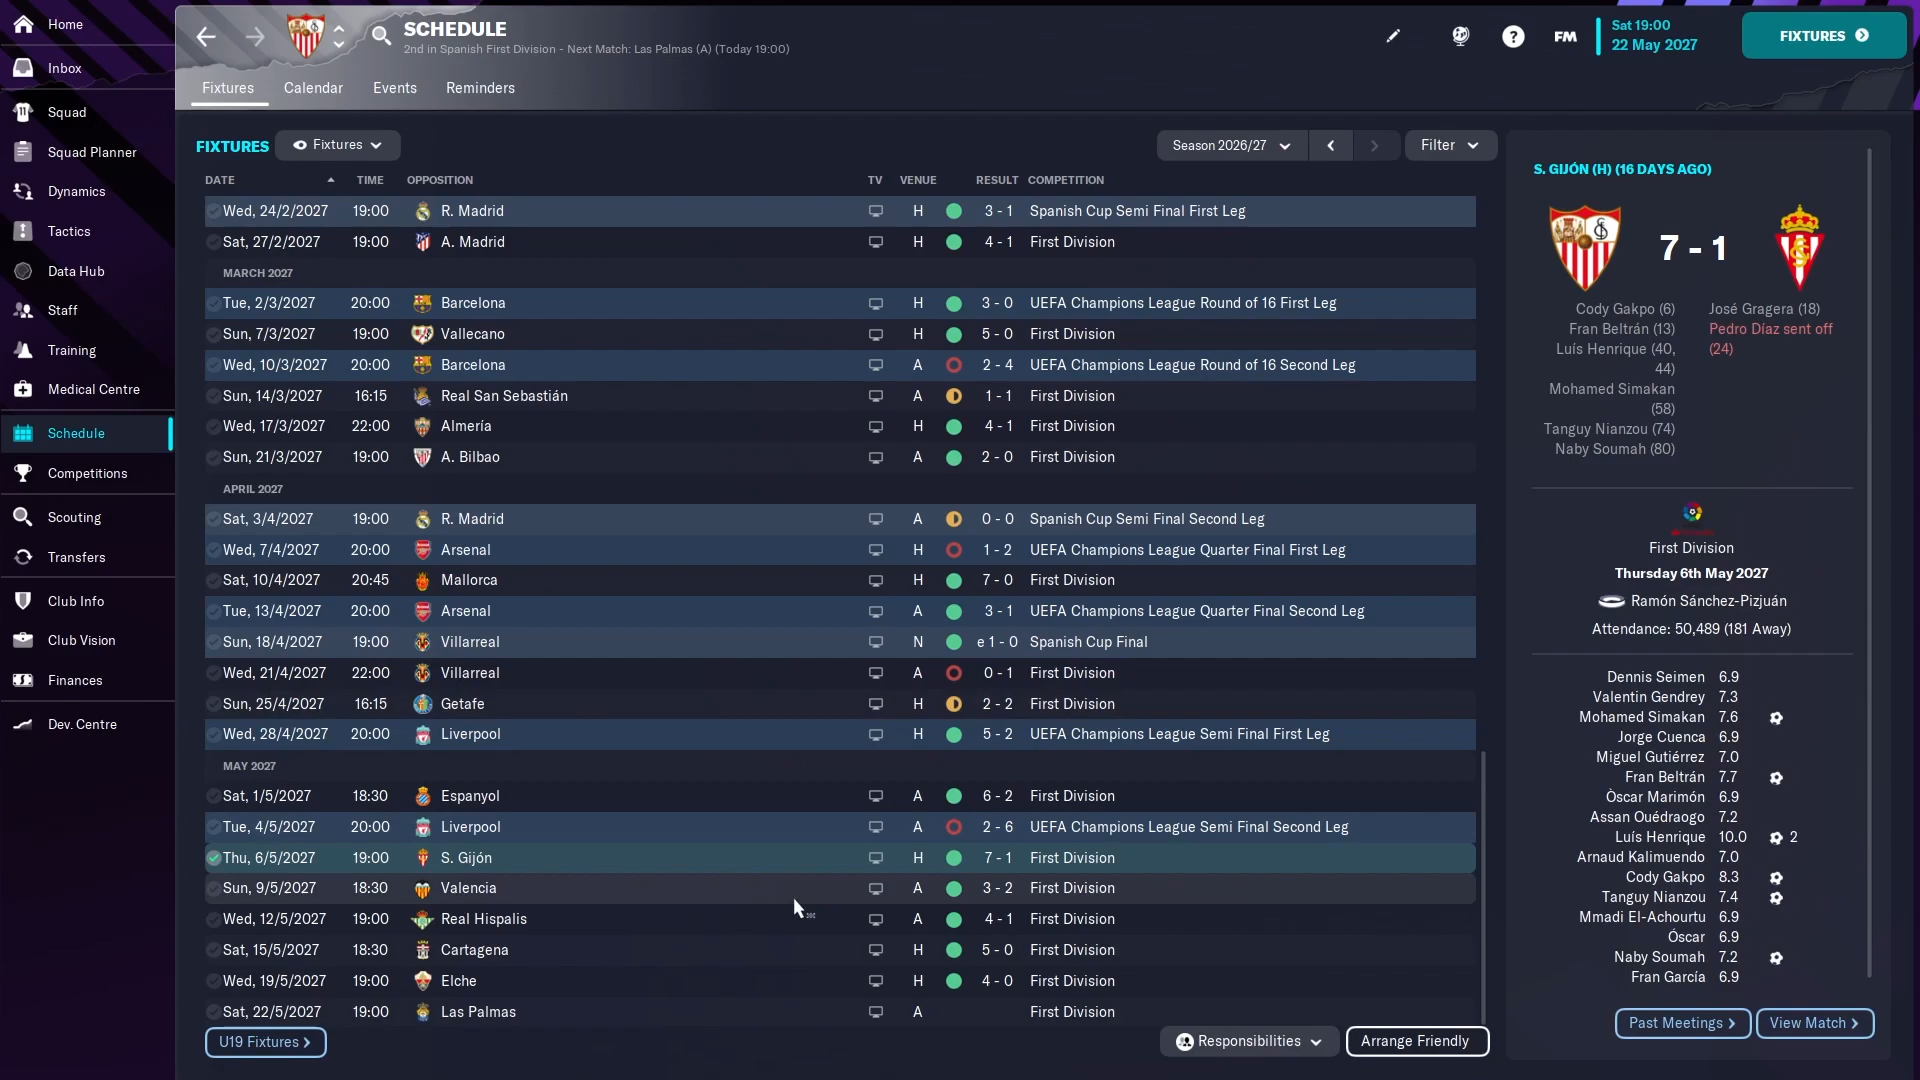 Home
Inbox
Squad
Squad Planner
Dynamics
Tactics
Data Hub
Staff
Training
Medical Centre
Schedule
Competitions
Scouting
Transfers
Club Info
Club Vision
Finances
Dev. Centre
SCHEDULE
2nd in Spanish First Division - Next Match: Las Palmas (A) (Today 19:00)
FM
Sat 19:00
22 May 2027
FIXTURES
Fixtures Calendar Events Reminders
FIXTURES Fixtures Season 2026/27 Filter
DATE TIME OPPOSITION TV VENUE RESULT COMPETITION
Wed, 24/2/2027 19:00 R. Madrid H 3 - 1 Spanish Cup Semi Final First Leg
Sat, 27/2/2027 19:00 A. Madrid H 4 - 1 First Division
MARCH 2027
Tue, 2/3/2027 20:00 Barcelona H 3 - 0 UEFA Champions League Round of 16 First Leg
Sun, 7/3/2027 19:00 Vallecano H 5 - 0 First Division
Wed, 10/3/2027 20:00 Barcelona A 2 - 4 UEFA Champions League Round of 16 Second Leg
Sun, 14/3/2027 16:15 Real San Sebastián A 1 - 1 First Division
Wed, 17/3/2027 22:00 Almería H 4 - 1 First Division
Sun, 21/3/2027 19:00 A. Bilbao A 2 - 0 First Division
APRIL 2027
Sat, 3/4/2027 19:00 R. Madrid A 0 - 0 Spanish Cup Semi Final Second Leg
Wed, 7/4/2027 20:00 Arsenal H 1 - 2 UEFA Champions League Quarter Final First Leg
Sat, 10/4/2027 20:45 Mallorca H 7 - 0 First Division
Tue, 13/4/2027 20:00 Arsenal A 3 - 1 UEFA Champions League Quarter Final Second Leg
Sun, 18/4/2027 19:00 Villarreal N e 1 - 0 Spanish Cup Final
Wed, 21/4/2027 22:00 Villarreal A 0 - 1 First Division
Sun, 25/4/2027 16:15 Getafe H 2 - 2 First Division
Wed, 28/4/2027 20:00 Liverpool H 5 - 2 UEFA Champions League Semi Final First Leg
MAY 2027
Sat, 1/5/2027 18:30 Espanyol A 6 - 2 First Division
Tue, 4/5/2027 20:00 Liverpool A 2 - 6 UEFA Champions League Semi Final Second Leg
Thu, 6/5/2027 19:00 S. Gijón H 7 - 1 First Division
Sun, 9/5/2027 18:30 Valencia A 3 - 2 First Division
Wed, 12/5/2027 19:00 Real Hispalis A 4 - 1 First Division
Sat, 15/5/2027 18:30 Cartagena H 5 - 0 First Division
Wed, 19/5/2027 19:00 Elche H 4 - 0 First Division
Sat, 22/5/2027 19:00 Las Palmas A First Division
U19 Fixtures
Responsibilities
Arrange Friendly
S. GIJÓN (H) (16 DAYS AGO)
7 - 1
Cody Gakpo (6)
Fran Beltrán (13)
Luís Henrique (40,
44)
Mohamed Simakan
(58)
Tanguy Nianzou (74)
Naby Soumah (80)
José Gragera (18)
Pedro Díaz sent off
(24)
First Division
Thursday 6th May 2027
Ramón Sánchez-Pizjuán
Attendance: 50,489 (181 Away)
Dennis Seimen 6.9
Valentin Gendrey 7.3
Mohamed Simakan 7.6
Jorge Cuenca 6.9
Miguel Gutiérrez 7.0
Fran Beltrán 7.7
Òscar Marimón 6.9
Assan Ouédraogo 7.2
Luís Henrique 10.0 2
Arnaud Kalimuendo 7.0
Cody Gakpo 8.3
Tanguy Nianzou 7.4
Mmadi El-Achourtu 6.9
Óscar 6.9
Naby Soumah 7.2
Fran García 6.9
Past Meetings
View Match